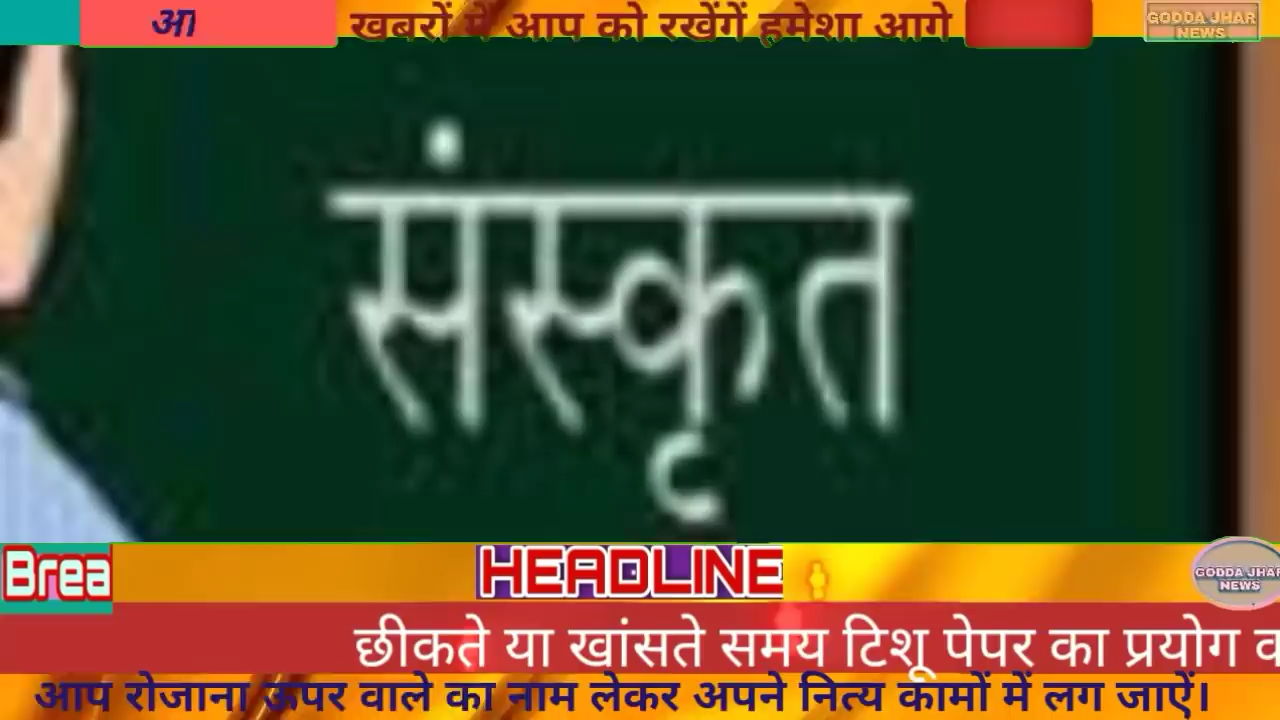 आ
खबरों में आप को रखेंगें हमेशा आगे
GODDA JHAR
NEWS
संस्कृत
Brea
HEADLINE
GODDA JHAR
NEWS
छीकते या खांसते समय टिशू पेपर का प्रयोग
आप रोजाना ऊपर वाले का नाम लेकर अपने नित्य कामों में लग जाऐं।